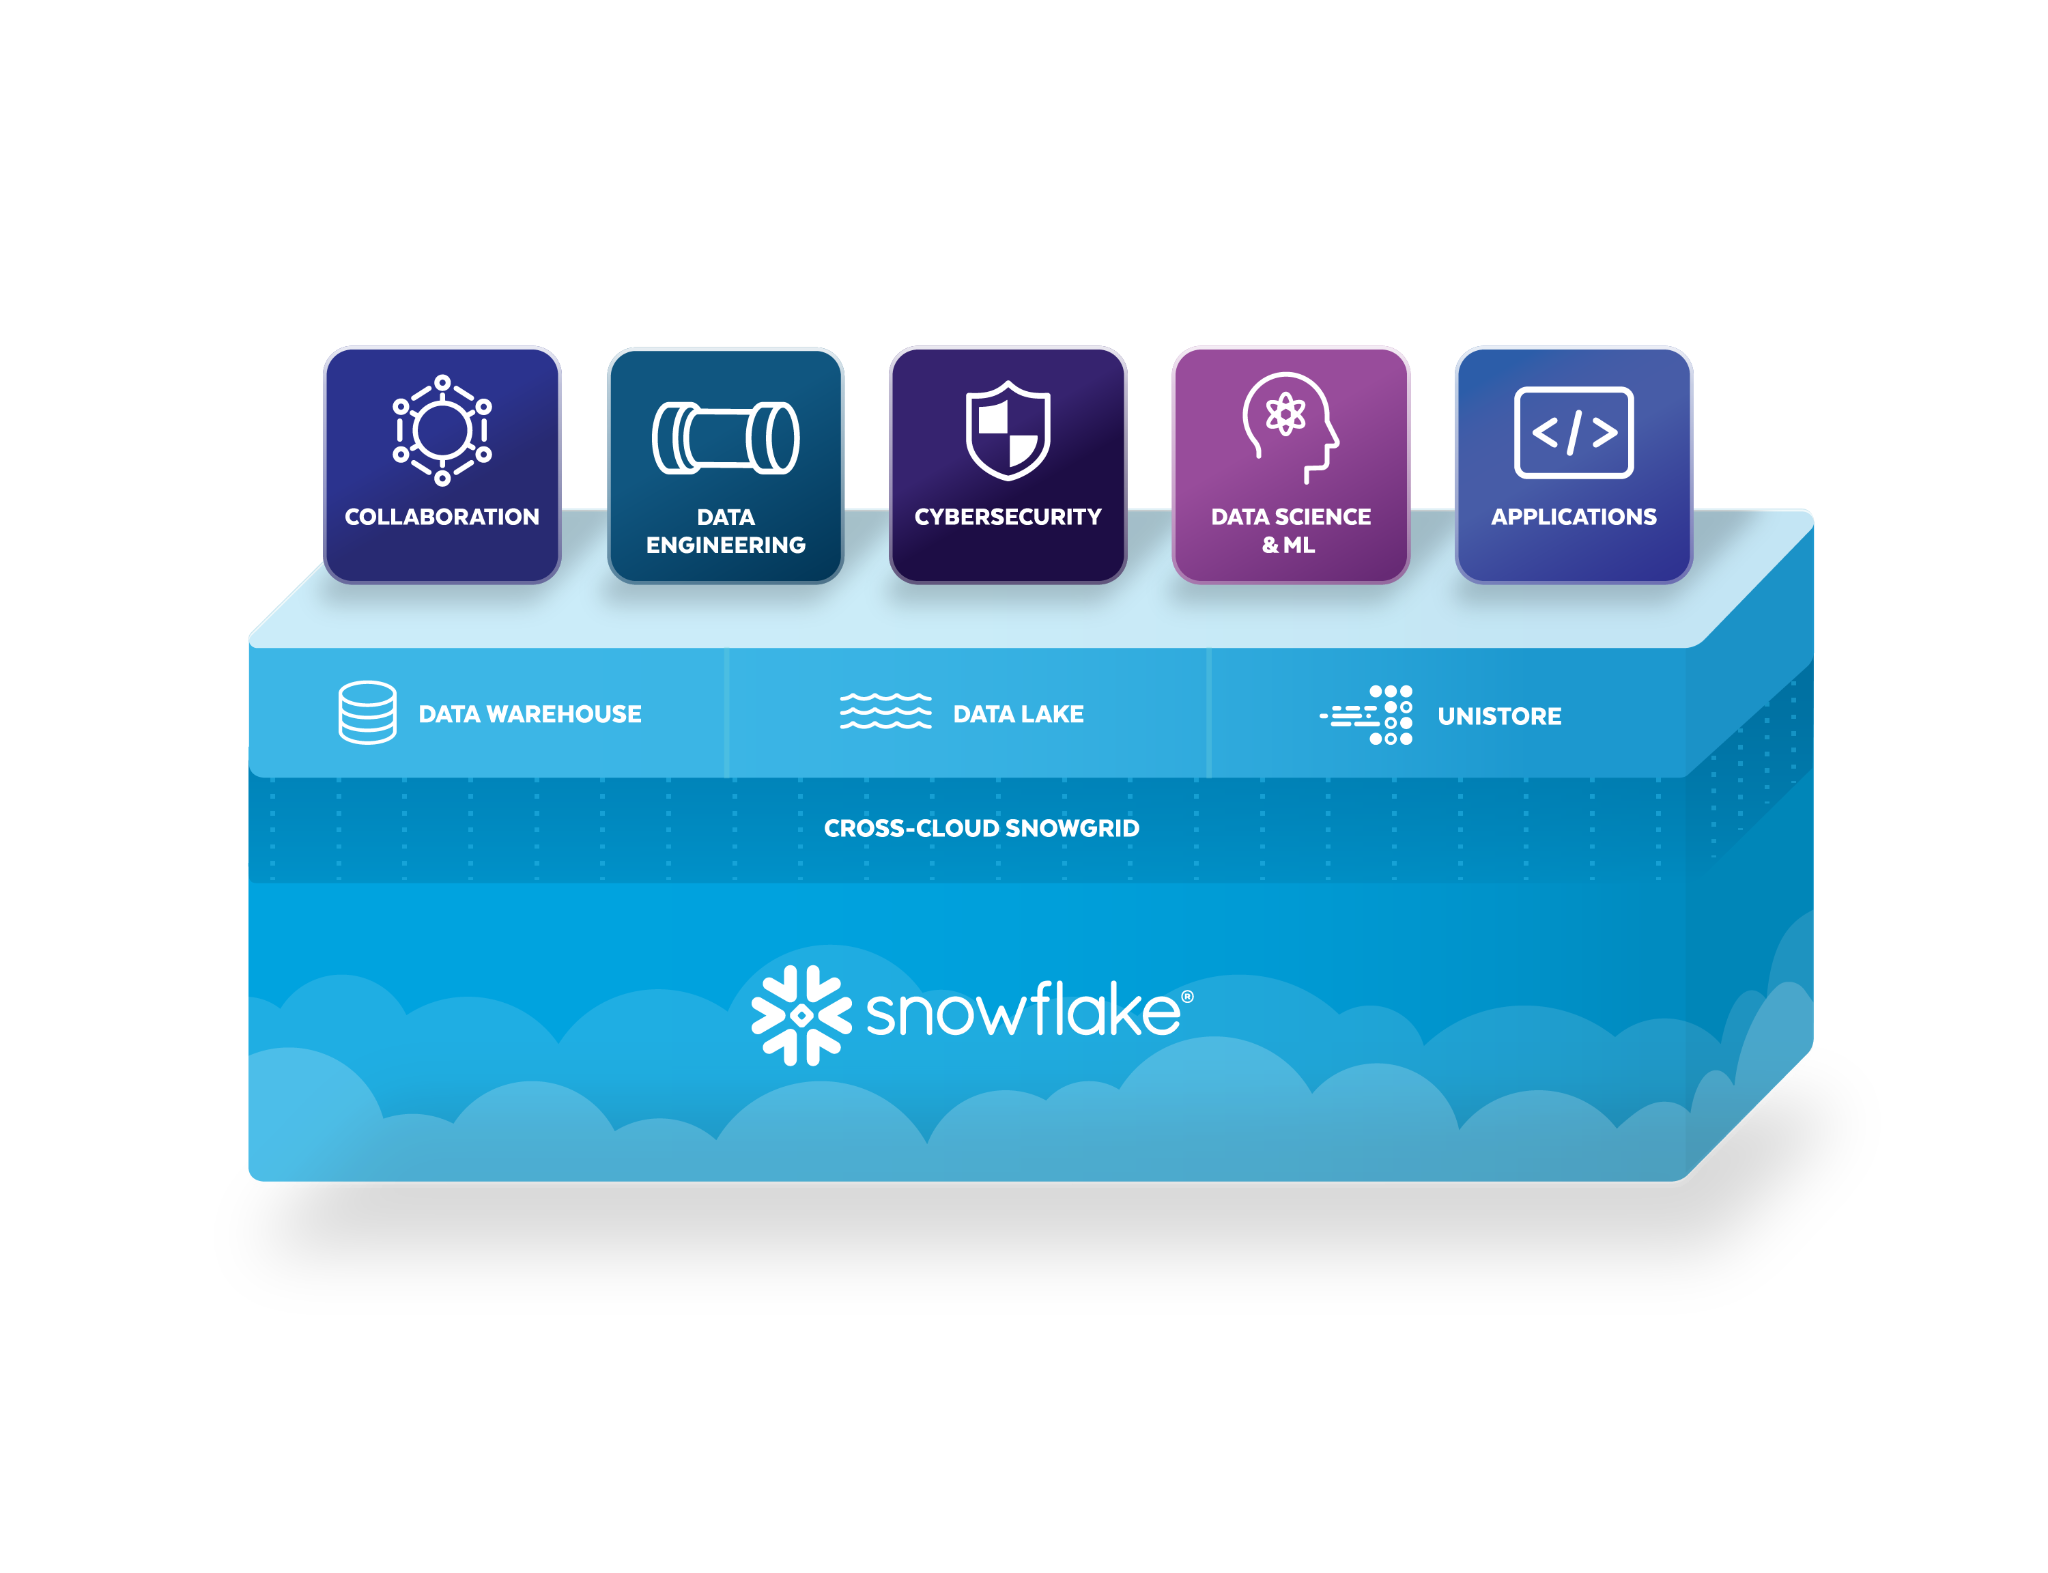 COLLABORATION
DATA
ENGINEERING
CYBERSECURITY
DATA SCIENCE
& ML
APPLICATIONS
DATA WAREHOUSE
DATA LAKE
UNISTORE
CROSS-CLOUD SNOWGRID
snowflake®